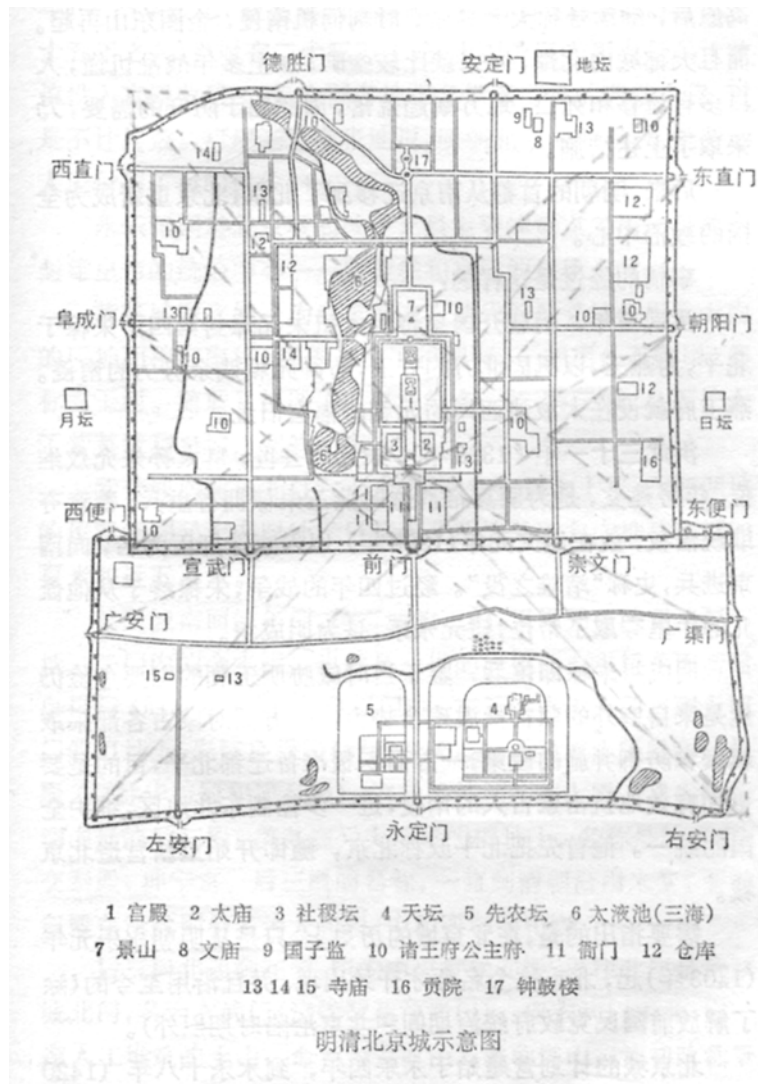 德胜门 安定门 地坛
西直门 东直门
阜成门 朝阳门
月坛 日坛
西便门 东便门
宣武门 前门 崇文门
广安门 广渠门
左安门 永定门 右安门
1 宫殿 2 太庙 3 社稷坛 4 天坛 5 先农坛 6 太液池(三海)
7 景山 8 文庙 9 国子监 10 诸王府公主府 11 衙门 12 仓库
13 14 15 寺庙 16 贡院 17 钟鼓楼
明清北京城示意图